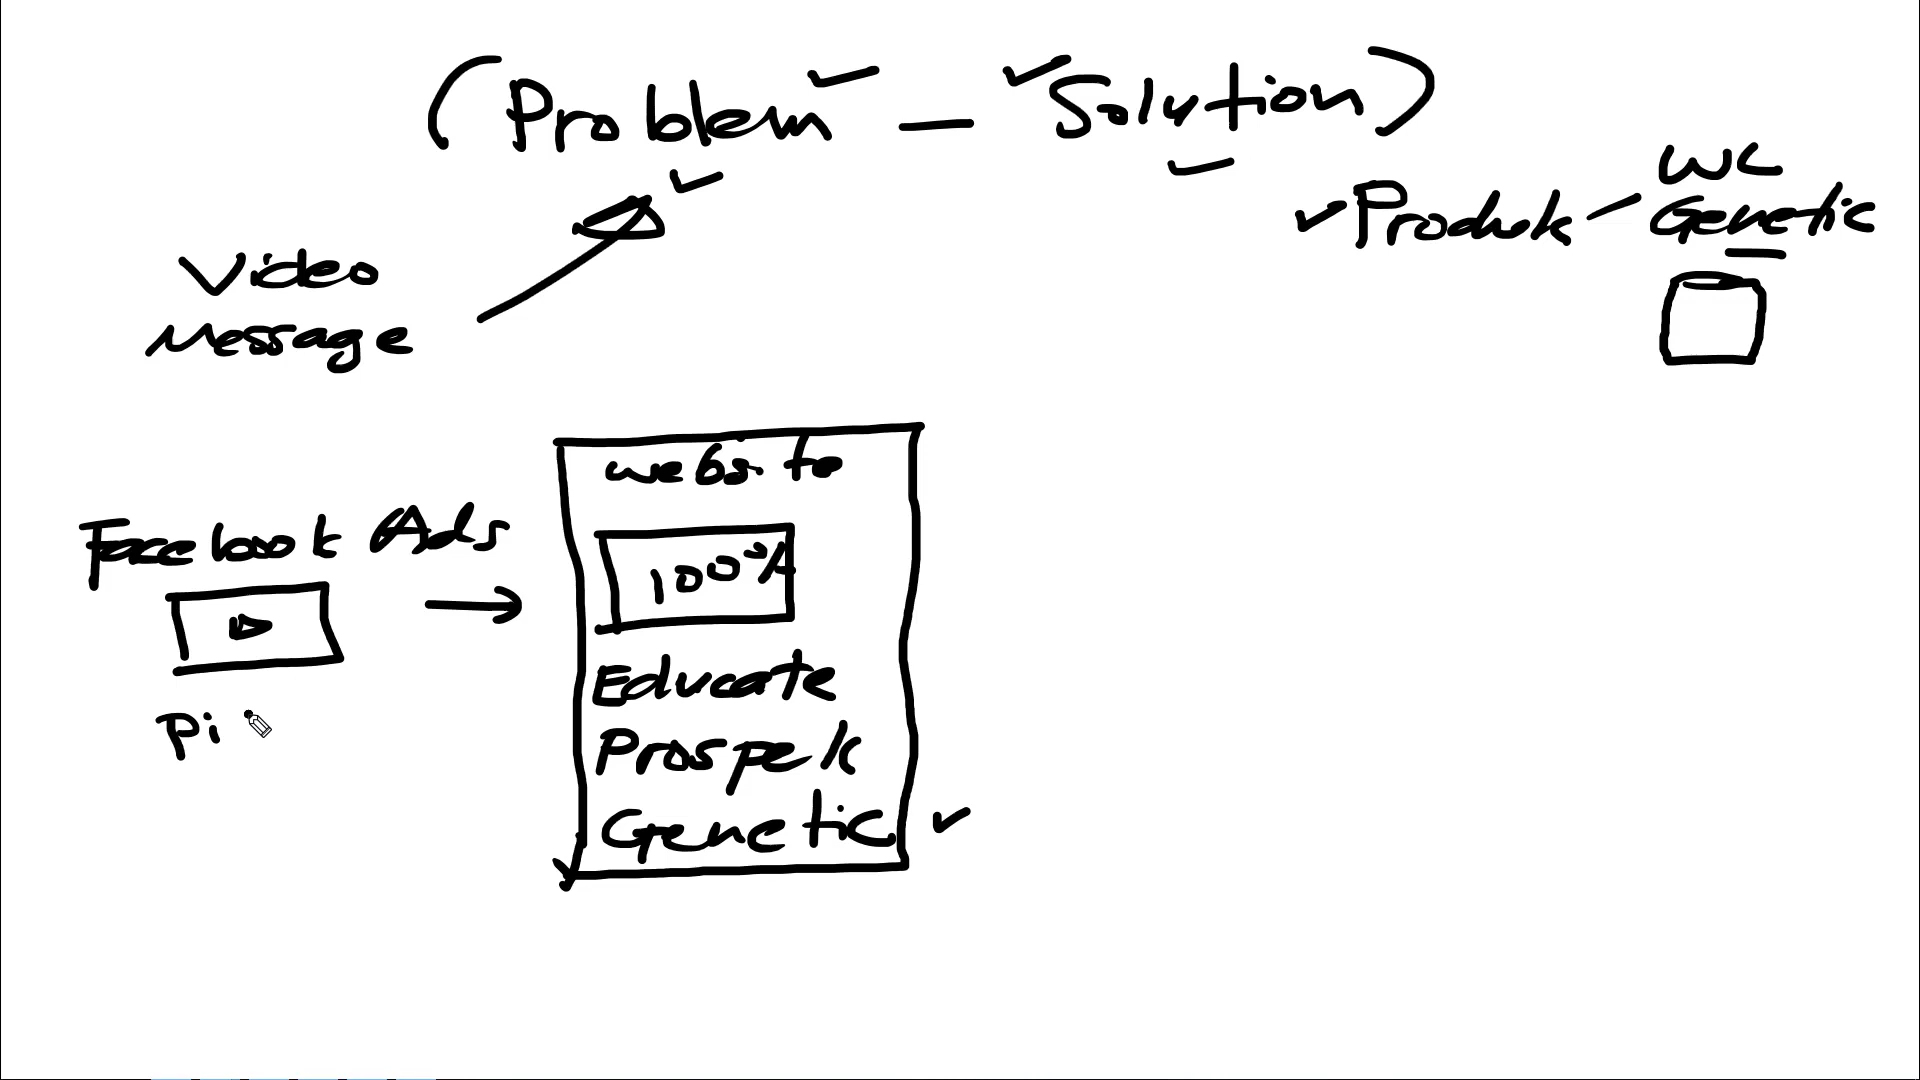 (Problem – Solution)
WC
✓Produk – Genetic
Video
Message
website
Facebook Ads
100%
Educate
Pi
Prospek
Genetic